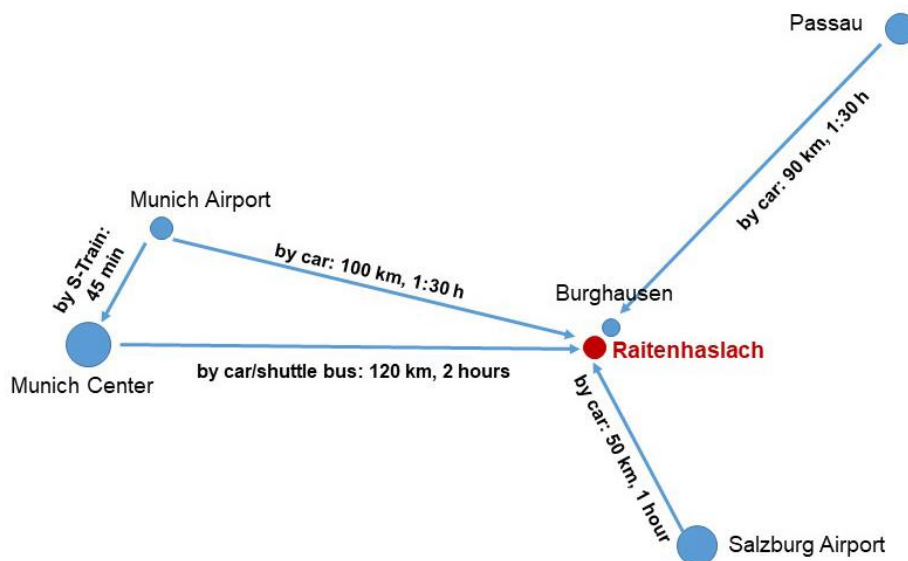 Passau
by car: 90 km, 1:30 h
Munich Airport
by S-Train:
45 min
by car: 100 km, 1:30 h
Burghausen
Raitenhaslach
Munich Center
by car/shuttle bus: 120 km, 2 hours
by car: 50 km, 1 hour
Salzburg Airport